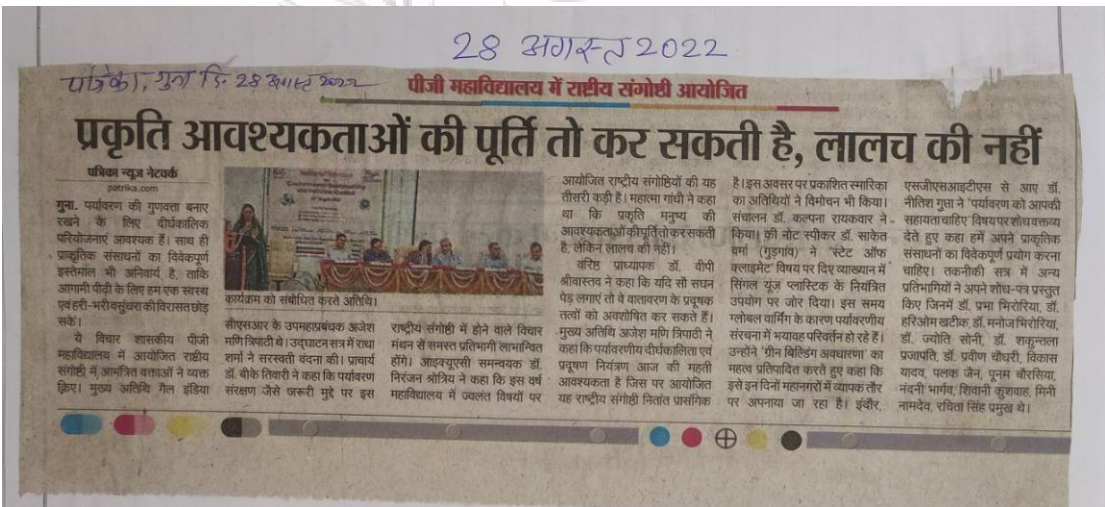 28 अगस्त 2022
पत्रिका, गुना दि. 28 अगस्त 2022
पीजी महाविद्यालय में राष्ट्रीय संगोष्ठी आयोजित
प्रकृति आवश्यकताओं की पूर्ति तो कर सकती है, लालच की नहीं
पत्रिका न्यूज नेटवर्क
patrika.com
गुना. पर्यावरण की गुणवत्ता बनाए
रखने के लिए दीर्घकालिक
परियोजनाएं आवश्यक हैं। साथ ही
प्राकृतिक संसाधनों का विवेकपूर्ण
इस्तेमाल भी अनिवार्य है, ताकि
आगामी पीढ़ी के लिए हम एक स्वस्थ
एवं हरी-भरी वसुंधरा की विरासत छोड़
सकें।
ये विचार शासकीय पीजी
महाविद्यालय में आयोजित राष्ट्रीय
संगोष्ठी में आमंत्रित वक्ताओं ने व्यक्त
किए। मुख्य अतिथि गैल इंडिया
कार्यक्रम को संबोधित करते अतिथि।
सीएसआर के उपमहाप्रबंधक अजेश
मणि त्रिपाठी थे। उद्घाटन सत्र में राधा
शर्मा ने सरस्वती वंदना की। प्राचार्य
डॉ. बीके तिवारी ने कहा कि पर्यावरण
संरक्षण जैसे जरूरी मुद्दे पर इस
राष्ट्रीय संगोष्ठी में होने वाले विचार
मंथन से समस्त प्रतिभागी लाभान्वित
होंगे। आइक्यूएसी समन्वयक डॉ.
निरंजन श्रोत्रिय ने कहा कि इस वर्ष
महाविद्यालय में ज्वलंत विषयों पर
आयोजित राष्ट्रीय संगोष्ठियों की यह
तीसरी कड़ी है। महात्मा गांधी ने कहा
था कि प्रकृति मनुष्य की
आवश्यकताओं की पूर्ति तो कर सकती
है, लेकिन लालच की नहीं।
वरिष्ठ प्राध्यापक डॉ. वीपी
श्रीवास्तव ने कहा कि यदि सौ सघन
पेड़ लगाएं तो वे वातावरण के प्रदूषक
तत्वों को अवशोषित कर सकते हैं।
मुख्य अतिथि अजेश मणि त्रिपाठी ने
कहा कि पर्यावरणीय दीर्घकालिता एवं
प्रदूषण नियंत्रण आज की महती
आवश्यकता है जिस पर आयोजित
यह राष्ट्रीय संगोष्ठी नितांत प्रासंगिक
है। इस अवसर पर प्रकाशित स्मारिका
का अतिथियों ने विमोचन भी किया।
संचालन डॉ. कल्पना रायकवार ने
किया। की नोट स्पीकर डॉ. साकेत
वर्मा (गुड़गांव) ने 'स्टेट ऑफ
क्लाइमेट' विषय पर दिए व्याख्यान में
सिंगल यूज प्लास्टिक के नियंत्रित
उपयोग पर जोर दिया। इस समय
ग्लोबल वार्मिंग के कारण पर्यावरणीय
संरचना में भयावह परिवर्तन हो रहे हैं।
उन्होंने 'ग्रीन बिल्डिंग अवधारणा' का
महत्व प्रतिपादित करते हुए कहा कि
इसे इन दिनों महानगरों में व्यापक तौर
पर अपनाया जा रहा है। इंदौर,
एसजीएसआइटीएस से आए डॉ.
नीतिश गुप्ता ने 'पर्यावरण को आपकी
सहायता चाहिए' विषय पर शोध वक्तव्य
देते हुए कहा हमें अपने प्राकृतिक
संसाधनों का विवेकपूर्ण प्रयोग करना
चाहिए। तकनीकी सत्र में अन्य
प्रतिभागियों ने अपने शोध-पत्र प्रस्तुत
किए जिनमें डॉ. प्रभा भिरोरिया, डॉ.
हरिओम खटीक, डॉ. मनोज भिरोरिया,
डॉ. ज्योति सोनी, डॉ. शकुन्तला
प्रजापति, डॉ. प्रवीण चौधरी, विकास
यादव, पलक जैन, पूनम चौरसिया,
नंदनी भार्गव, शिवानी कुशवाह, मिनी
नामदेव, रचिता सिंह प्रमुख थे।